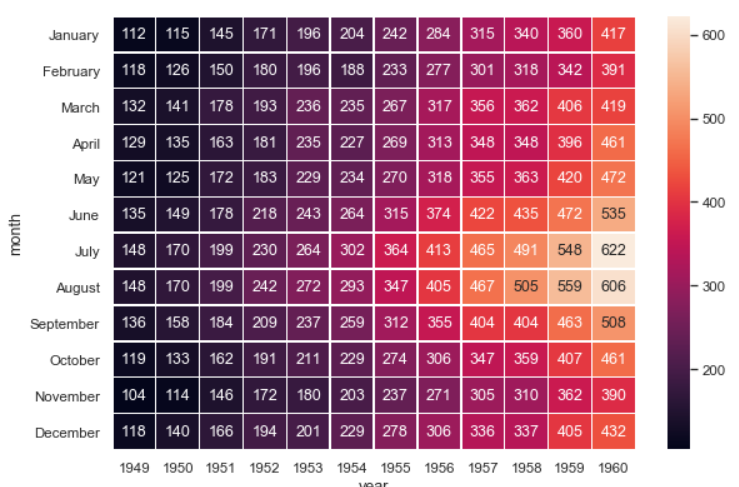 January 112 115 145 171 196 204 242 284 315 340 360 417
600
February 118 126 150 180 196 188 233 277 301 318 342 391
March 132 141 178 193 236 235 267 317 356 362 406 419
500
April 129 135 163 181 235 227 269 313 348 348 396 461
May 121 125 172 183 229 234 270 318 355 363 420 472
400
June 135 149 178 218 243 264 315 374 422 435 472 535
month
July 148 170 199 230 264 302 364 413 465 491 548 622
300
August 148 170 199 242 272 293 347 405 467 505 559 606
September 136 158 184 209 237 259 312 355 404 404 463 508
October 119 133 162 191 211 229 274 306 347 359 407 461
200
November 104 114 146 172 180 203 237 271 305 310 362 390
December 118 140 166 194 201 229 278 306 336 337 405 432
1949 1950 1951 1952 1953 1954 1955 1956 1957 1958 1959 1960
year